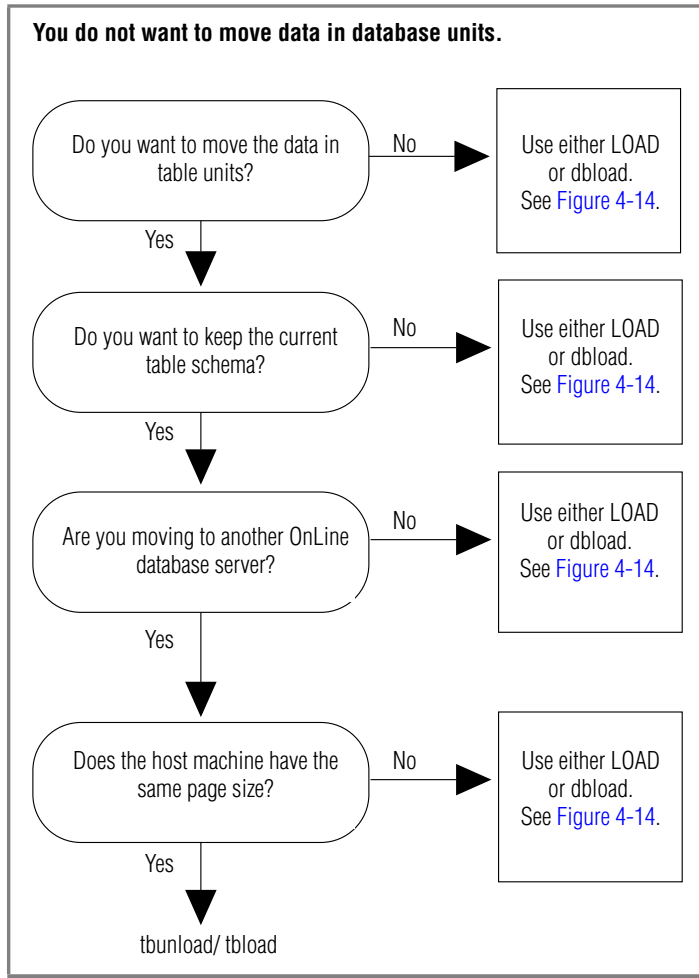 You do not want to move data in database units.
Do you want to move the data in
table units?
No
Use either LOAD
or dbload.
See Figure 4-14.
Yes
Do you want to keep the current
table schema?
No
Use either LOAD
or dbload.
See Figure 4-14.
Yes
Are you moving to another OnLine
database server?
No
Use either LOAD
or dbload.
See Figure 4-14.
Yes
Does the host machine have the
same page size?
No
Use either LOAD
or dbload.
See Figure 4-14.
Yes
tbunload/ tbload